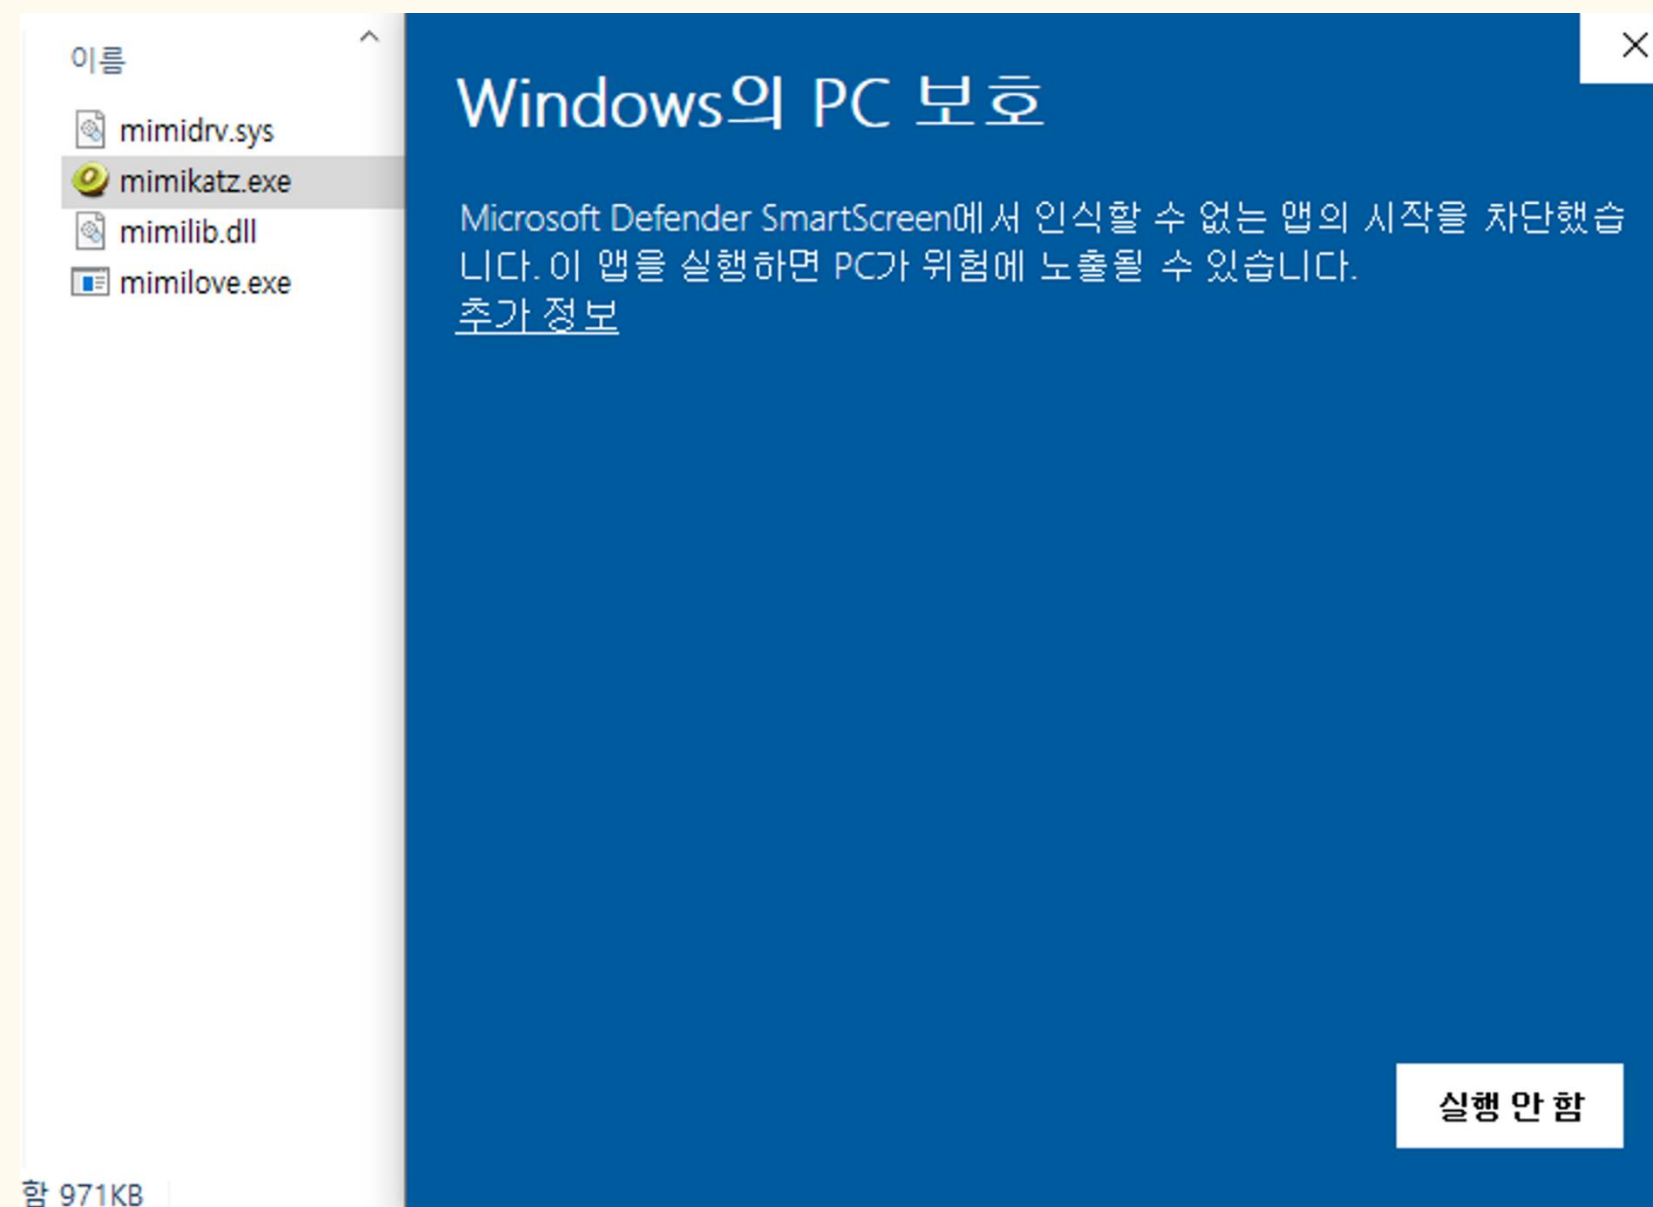 이름
mimidrv.sys
mimikatz.exe
mimilib.dll
mimilove.exe
함 971KB
Windows의 PC 보호
Microsoft Defender SmartScreen에서 인식할 수 없는 앱의 시작을 차단했습
니다. 이 앱을 실행하면 PC가 위험에 노출될 수 있습니다.
추가 정보
실행 안 함